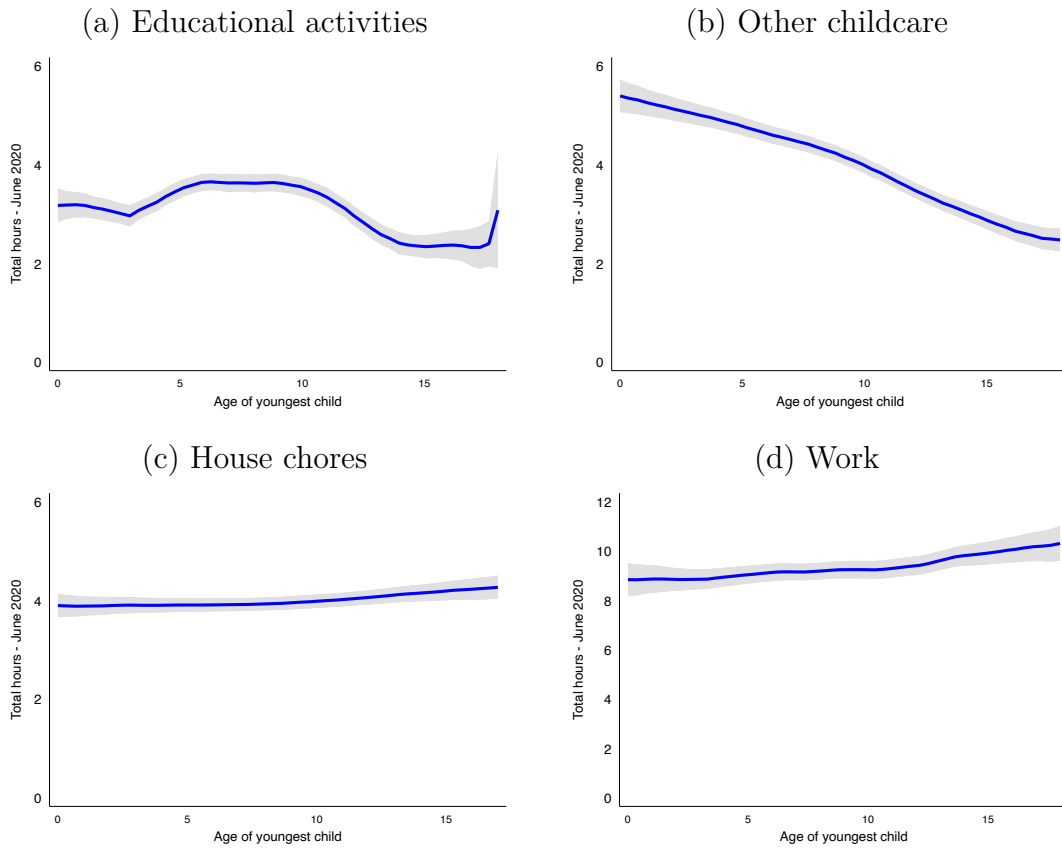 (a) Educational activities
6
4
2
0
Total hours - June 2020
0 5 10 15
Age of youngest child
(b) Other childcare
6
4
2
0
Total hours - June 2020
0 5 10 15
Age of youngest child
(c) House chores
6
4
2
0
Total hours - June 2020
0 5 10 15
Age of youngest child
(d) Work
12
10
8
6
4
2
0
Total hours - June 2020
0 5 10 15
Age of youngest child